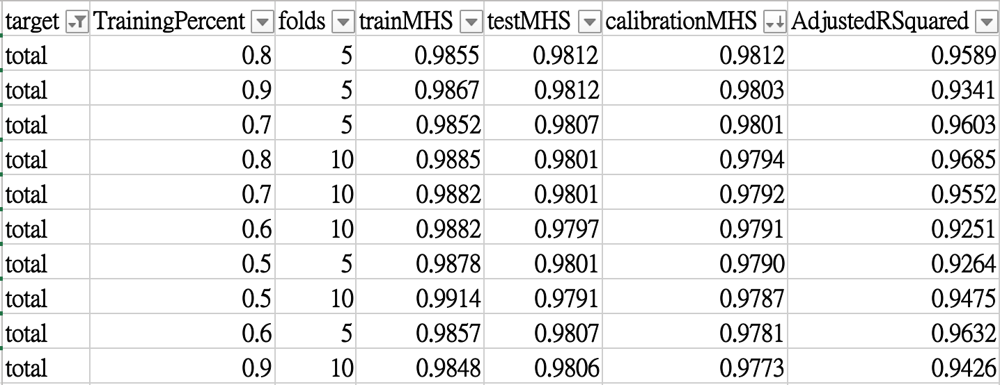 target TrainingPercent folds trainMHS testMHS calibrationMHS AdjustedRSquared
total 0.8 5 0.9855 0.9812 0.9812 0.9589
total 0.9 5 0.9867 0.9812 0.9803 0.9341
total 0.7 5 0.9852 0.9807 0.9801 0.9603
total 0.8 10 0.9885 0.9801 0.9794 0.9685
total 0.7 10 0.9882 0.9801 0.9792 0.9552
total 0.6 10 0.9882 0.9797 0.9791 0.9251
total 0.5 5 0.9878 0.9801 0.9790 0.9264
total 0.5 10 0.9914 0.9791 0.9787 0.9475
total 0.6 5 0.9857 0.9807 0.9781 0.9632
total 0.9 10 0.9848 0.9806 0.9773 0.9426